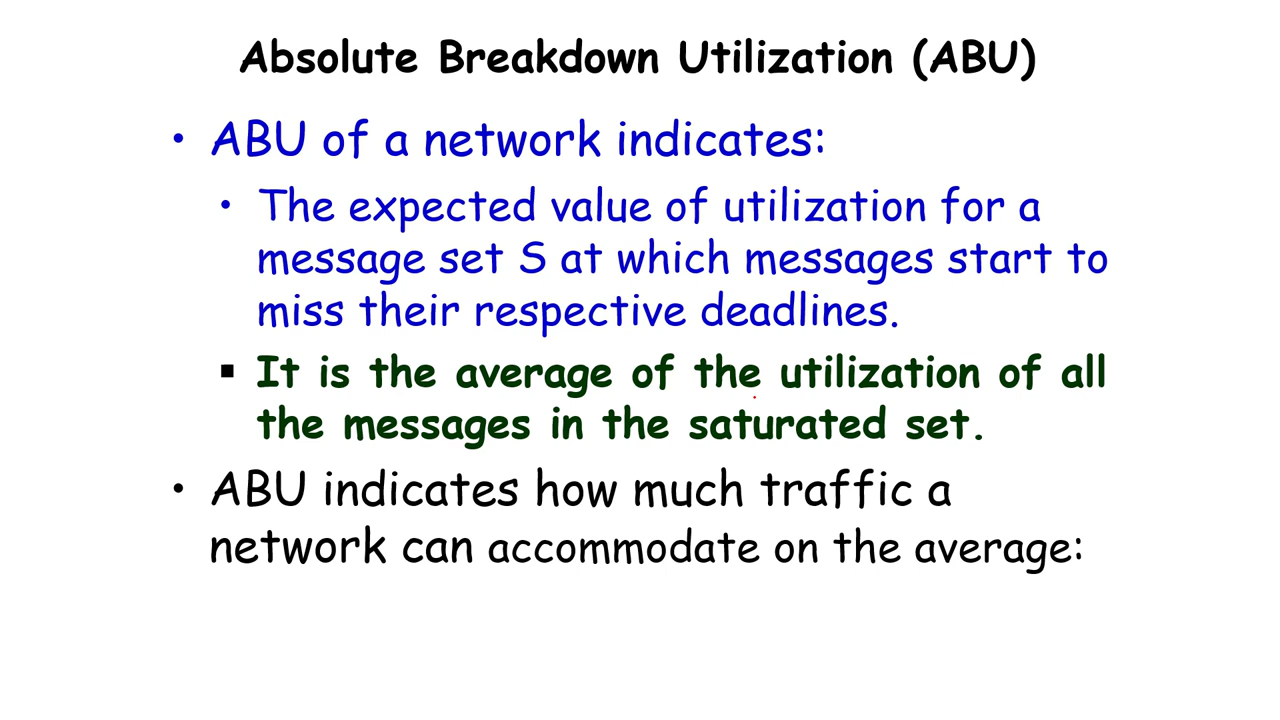 Absolute Breakdown Utilization (ABU)
• ABU of a network indicates:
• The expected value of utilization for a
message set S at which messages start to
miss their respective deadlines.
▪ It is the average of the utilization of all
the messages in the saturated set.
• ABU indicates how much traffic a
network can accommodate on the average: